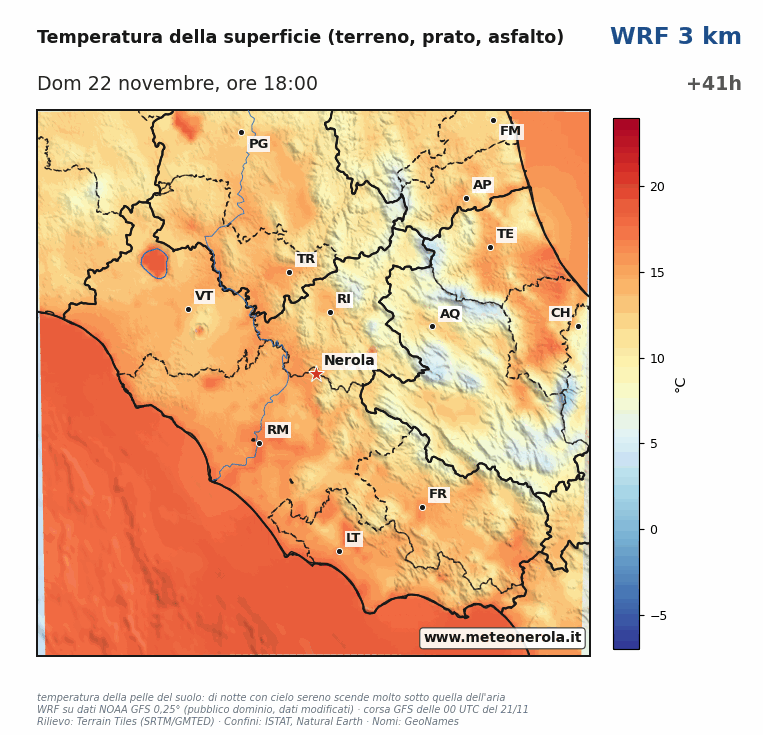 Temperatura della superficie (terreno, prato, asfalto)
WRF 3 km
Dom 22 novembre, ore 18:00
+41h
FM
PG
AP
TE
TR
VT
RI
AQ
CH
Nerola
RM
FR
LT
www.meteonerola.it
20
15
10
5
0
−5
°C
temperatura della pelle del suolo: di notte con cielo sereno scende molto sotto quella dell'aria
WRF su dati NOAA GFS 0,25° (pubblico dominio, dati modificati) · corsa GFS delle 00 UTC del 21/11
Rilievo: Terrain Tiles (SRTM/GMTED) · Confini: ISTAT, Natural Earth · Nomi: GeoNames